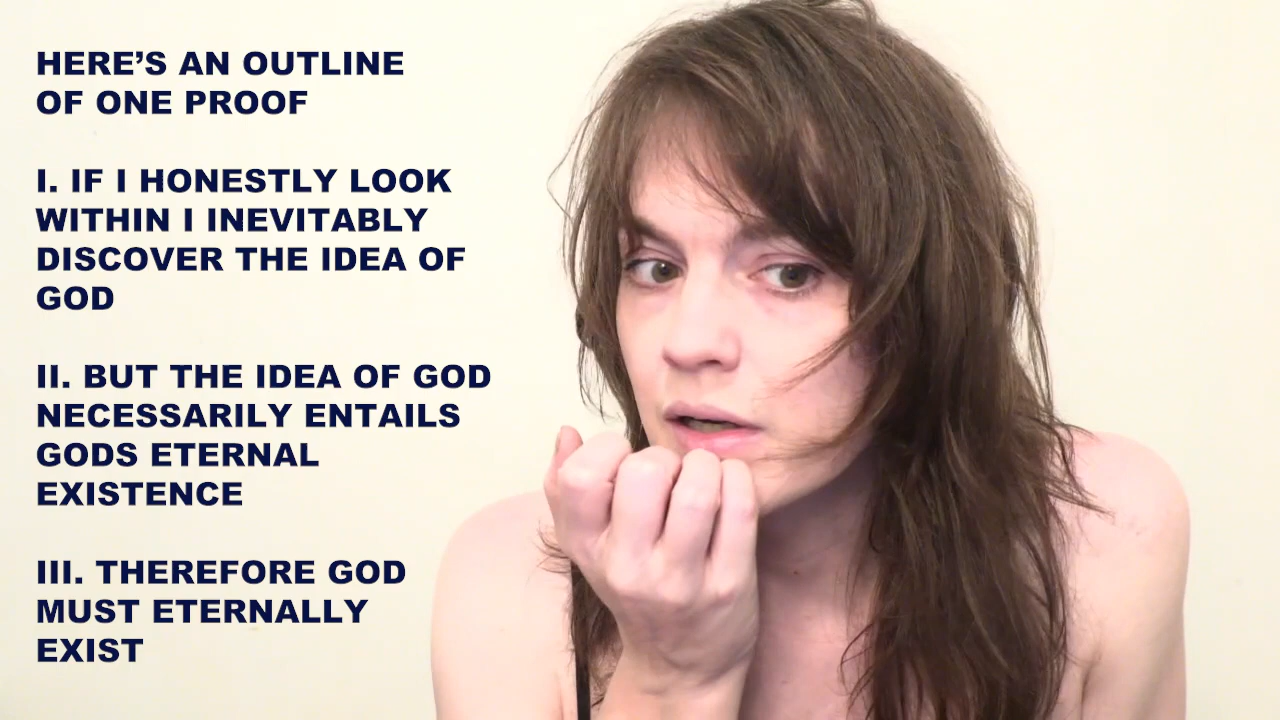 HERE’S AN OUTLINE
OF ONE PROOF
I. IF I HONESTLY LOOK
WITHIN I INEVITABLY
DISCOVER THE IDEA OF
GOD
II. BUT THE IDEA OF GOD
NECESSARILY ENTAILS
GODS ETERNAL
EXISTENCE
III. THEREFORE GOD
MUST ETERNALLY
EXIST